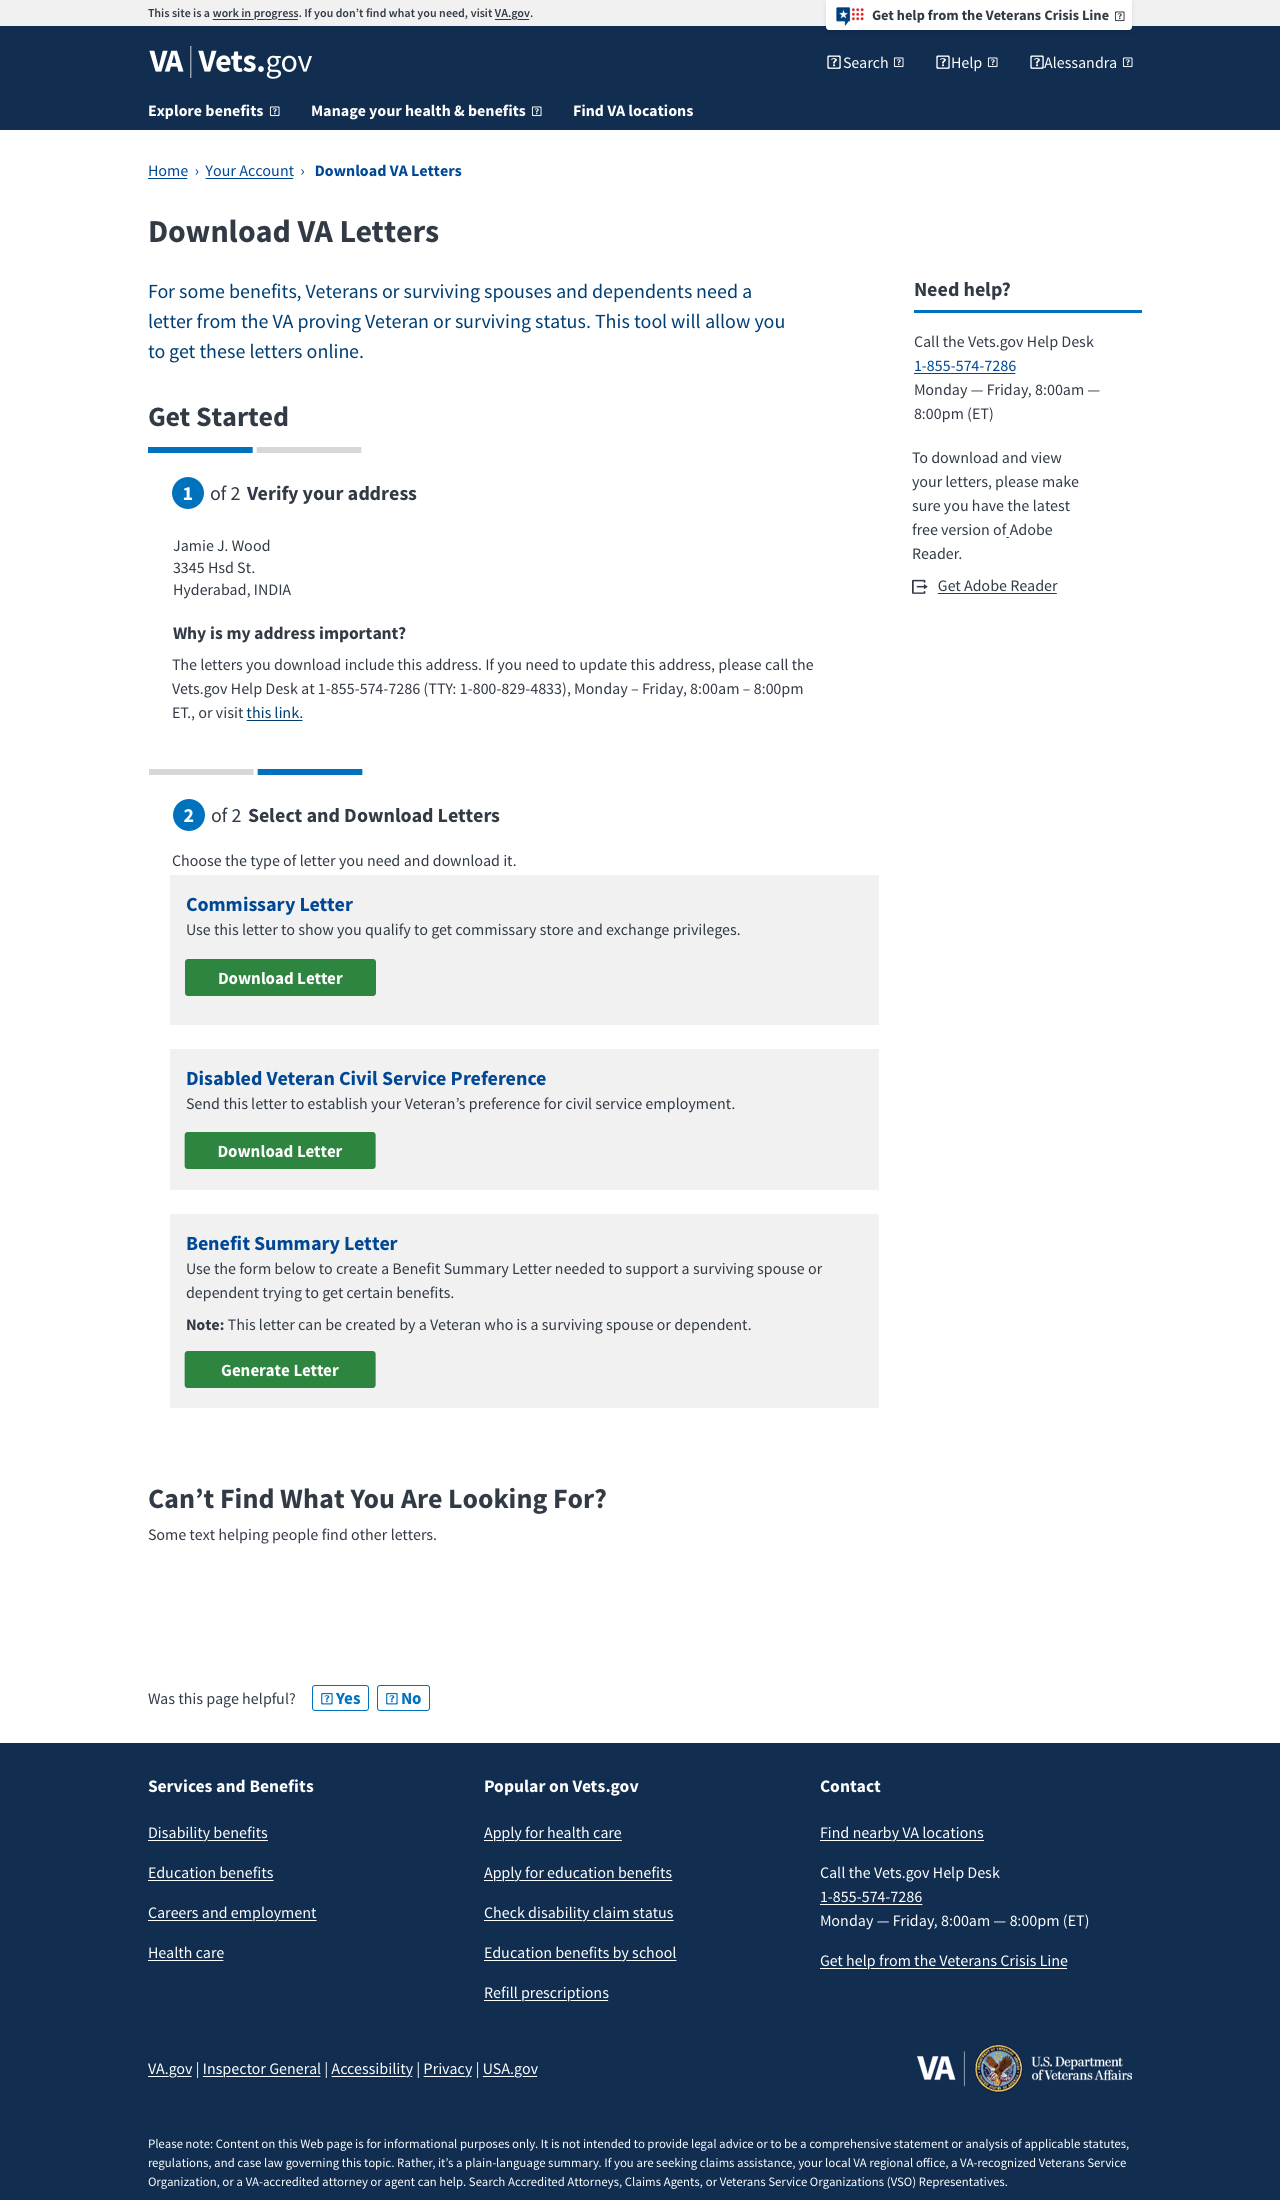 This site is a work in progress. If you don’t find what you need, visit VA.gov.
Get help from the Veterans Crisis Line
VA | Vets.gov
Search
Help
Alessandra
Explore benefits
Manage your health & benefits
Find VA locations
Home › Your Account › Download VA Letters
Download VA Letters
For some benefits, Veterans or surviving spouses and dependents need a
letter from the VA proving Veteran or surviving status. This tool will allow you
to get these letters online.
Need help?
Call the Vets.gov Help Desk
1-855-574-7286
Monday — Friday, 8:00am —
8:00pm (ET)
To download and view
your letters, please make
sure you have the latest
free version of Adobe
Reader.
Get Adobe Reader
Get Started
1 of 2 Verify your address
Jamie J. Wood
3345 Hsd St.
Hyderabad, INDIA
Why is my address important?
The letters you download include this address. If you need to update this address, please call the
Vets.gov Help Desk at 1-855-574-7286 (TTY: 1-800-829-4833), Monday – Friday, 8:00am – 8:00pm
ET., or visit this link.
2 of 2 Select and Download Letters
Choose the type of letter you need and download it.
Commissary Letter
Use this letter to show you qualify to get commissary store and exchange privileges.
Download Letter
Disabled Veteran Civil Service Preference
Send this letter to establish your Veteran’s preference for civil service employment.
Download Letter
Benefit Summary Letter
Use the form below to create a Benefit Summary Letter needed to support a surviving spouse or
dependent trying to get certain benefits.
Note: This letter can be created by a Veteran who is a surviving spouse or dependent.
Generate Letter
Can’t Find What You Are Looking For?
Some text helping people find other letters.
Was this page helpful?
Yes
No
Services and Benefits
Disability benefits
Education benefits
Careers and employment
Health care
Popular on Vets.gov
Apply for health care
Apply for education benefits
Check disability claim status
Education benefits by school
Refill prescriptions
Contact
Find nearby VA locations
Call the Vets.gov Help Desk
1-855-574-7286
Monday — Friday, 8:00am — 8:00pm (ET)
Get help from the Veterans Crisis Line
VA.gov | Inspector General | Accessibility | Privacy | USA.gov
VA
U.S. Department
of Veterans Affairs
Please note: Content on this Web page is for informational purposes only. It is not intended to provide legal advice or to be a comprehensive statement or analysis of applicable statutes,
regulations, and case law governing this topic. Rather, it’s a plain-language summary. If you are seeking claims assistance, your local VA regional office, a VA-recognized Veterans Service
Organization, or a VA-accredited attorney or agent can help. Search Accredited Attorneys, Claims Agents, or Veterans Service Organizations (VSO) Representatives.